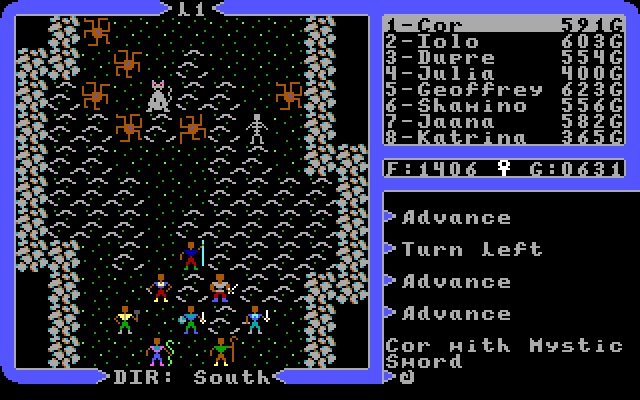 L1
1-Cor 591G
2-Iolo 603G
3-Dupre 554G
4-Julia 400G
5-Geoffrey 623G
6-Shamino 556G
7-Jaana 582G
8-Katrina 365G
F:1406 G:0631
Advance
Turn Left
Advance
Advance
Cor with Mystic
Sword
DIR: South